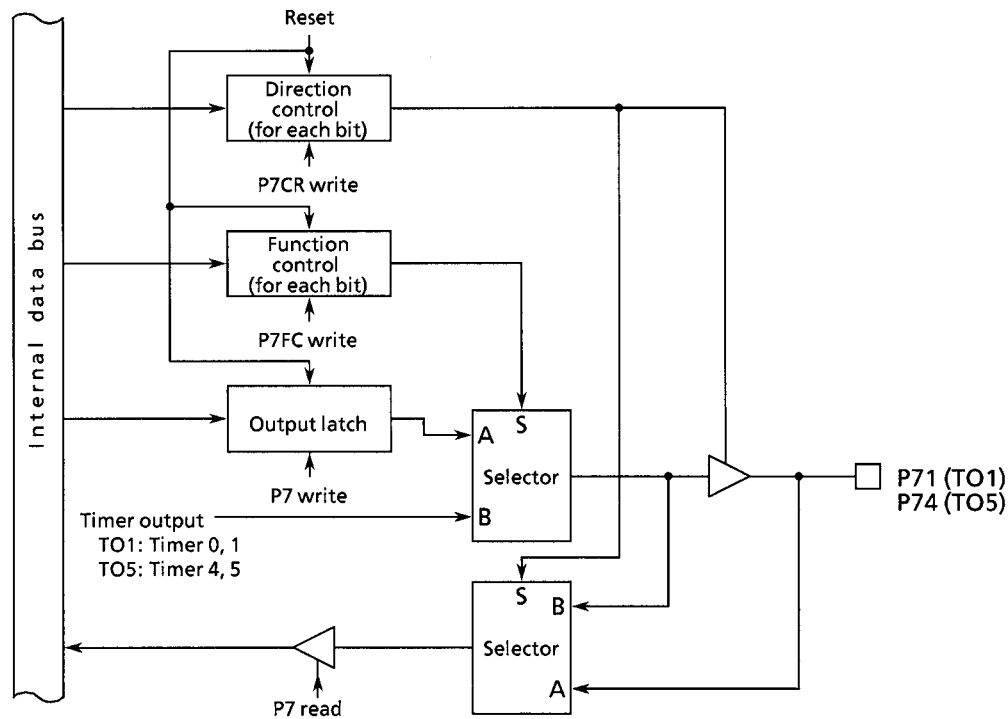 Reset
Internal data bus
Direction
control
(for each bit)
P7CR write
Function
control
(for each bit)
P7FC write
Output latch
P7 write
Timer output
TO1: Timer 0, 1
TO5: Timer 4, 5
S
A
Selector
B
P71 (TO1)
P74 (TO5)
S
B
Selector
A
P7 read